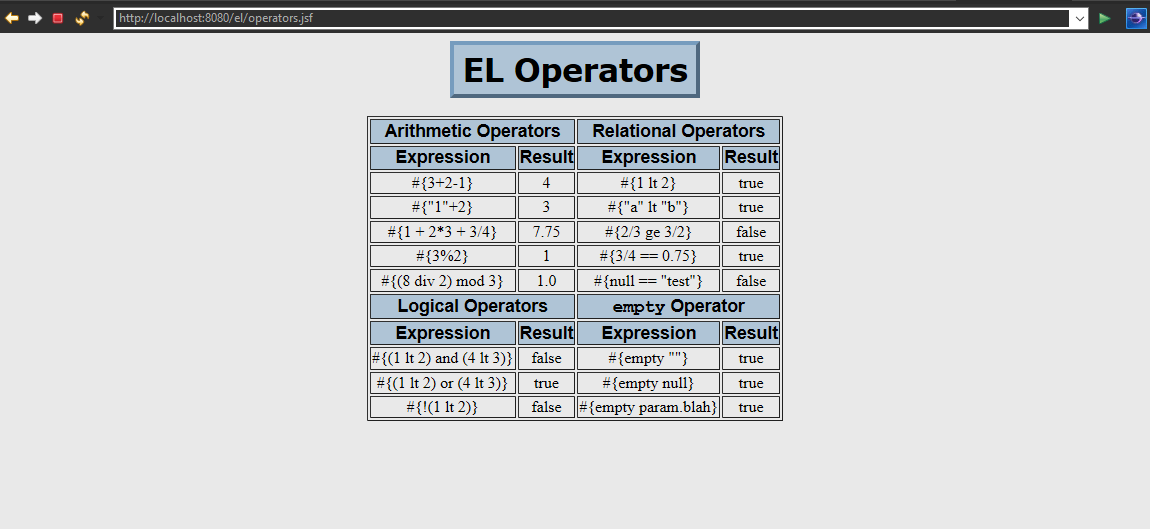 http://localhost:8080/el/operators.jsf
EL Operators
Arithmetic Operators Relational Operators
Expression Result Expression Result
#{3+2-1} 4 #{1 lt 2} true
#{"1"+2} 3 #{"a" lt "b"} true
#{1 + 2*3 + 3/4} 7.75 #{2/3 ge 3/2} false
#{3%2} 1 #{3/4 == 0.75} true
#{(8 div 2) mod 3} 1.0 #{null == "test"} false
Logical Operators empty Operator
Expression Result Expression Result
#{(1 lt 2) and (4 lt 3)} false #{empty ""} true
#{(1 lt 2) or (4 lt 3)} true #{empty null} true
#{!(1 lt 2)} false #{empty param.blah} true